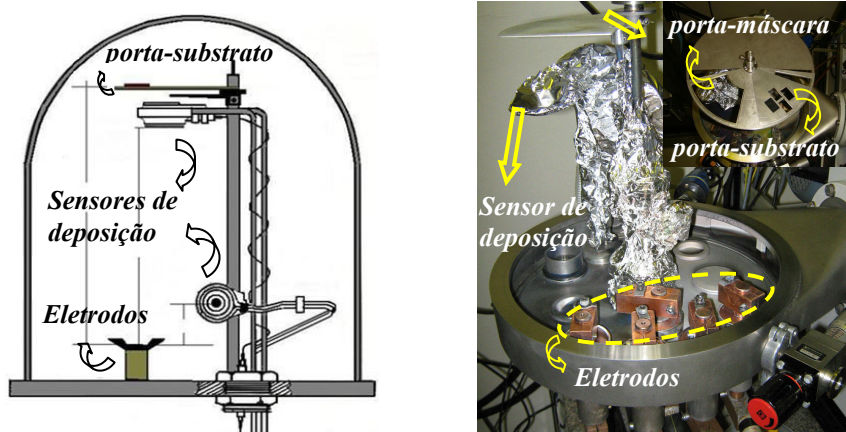 porta-substrato
Sensores de
deposição
Eletrodos
porta-máscara
porta-substrato
Sensor de
deposição
Eletrodos